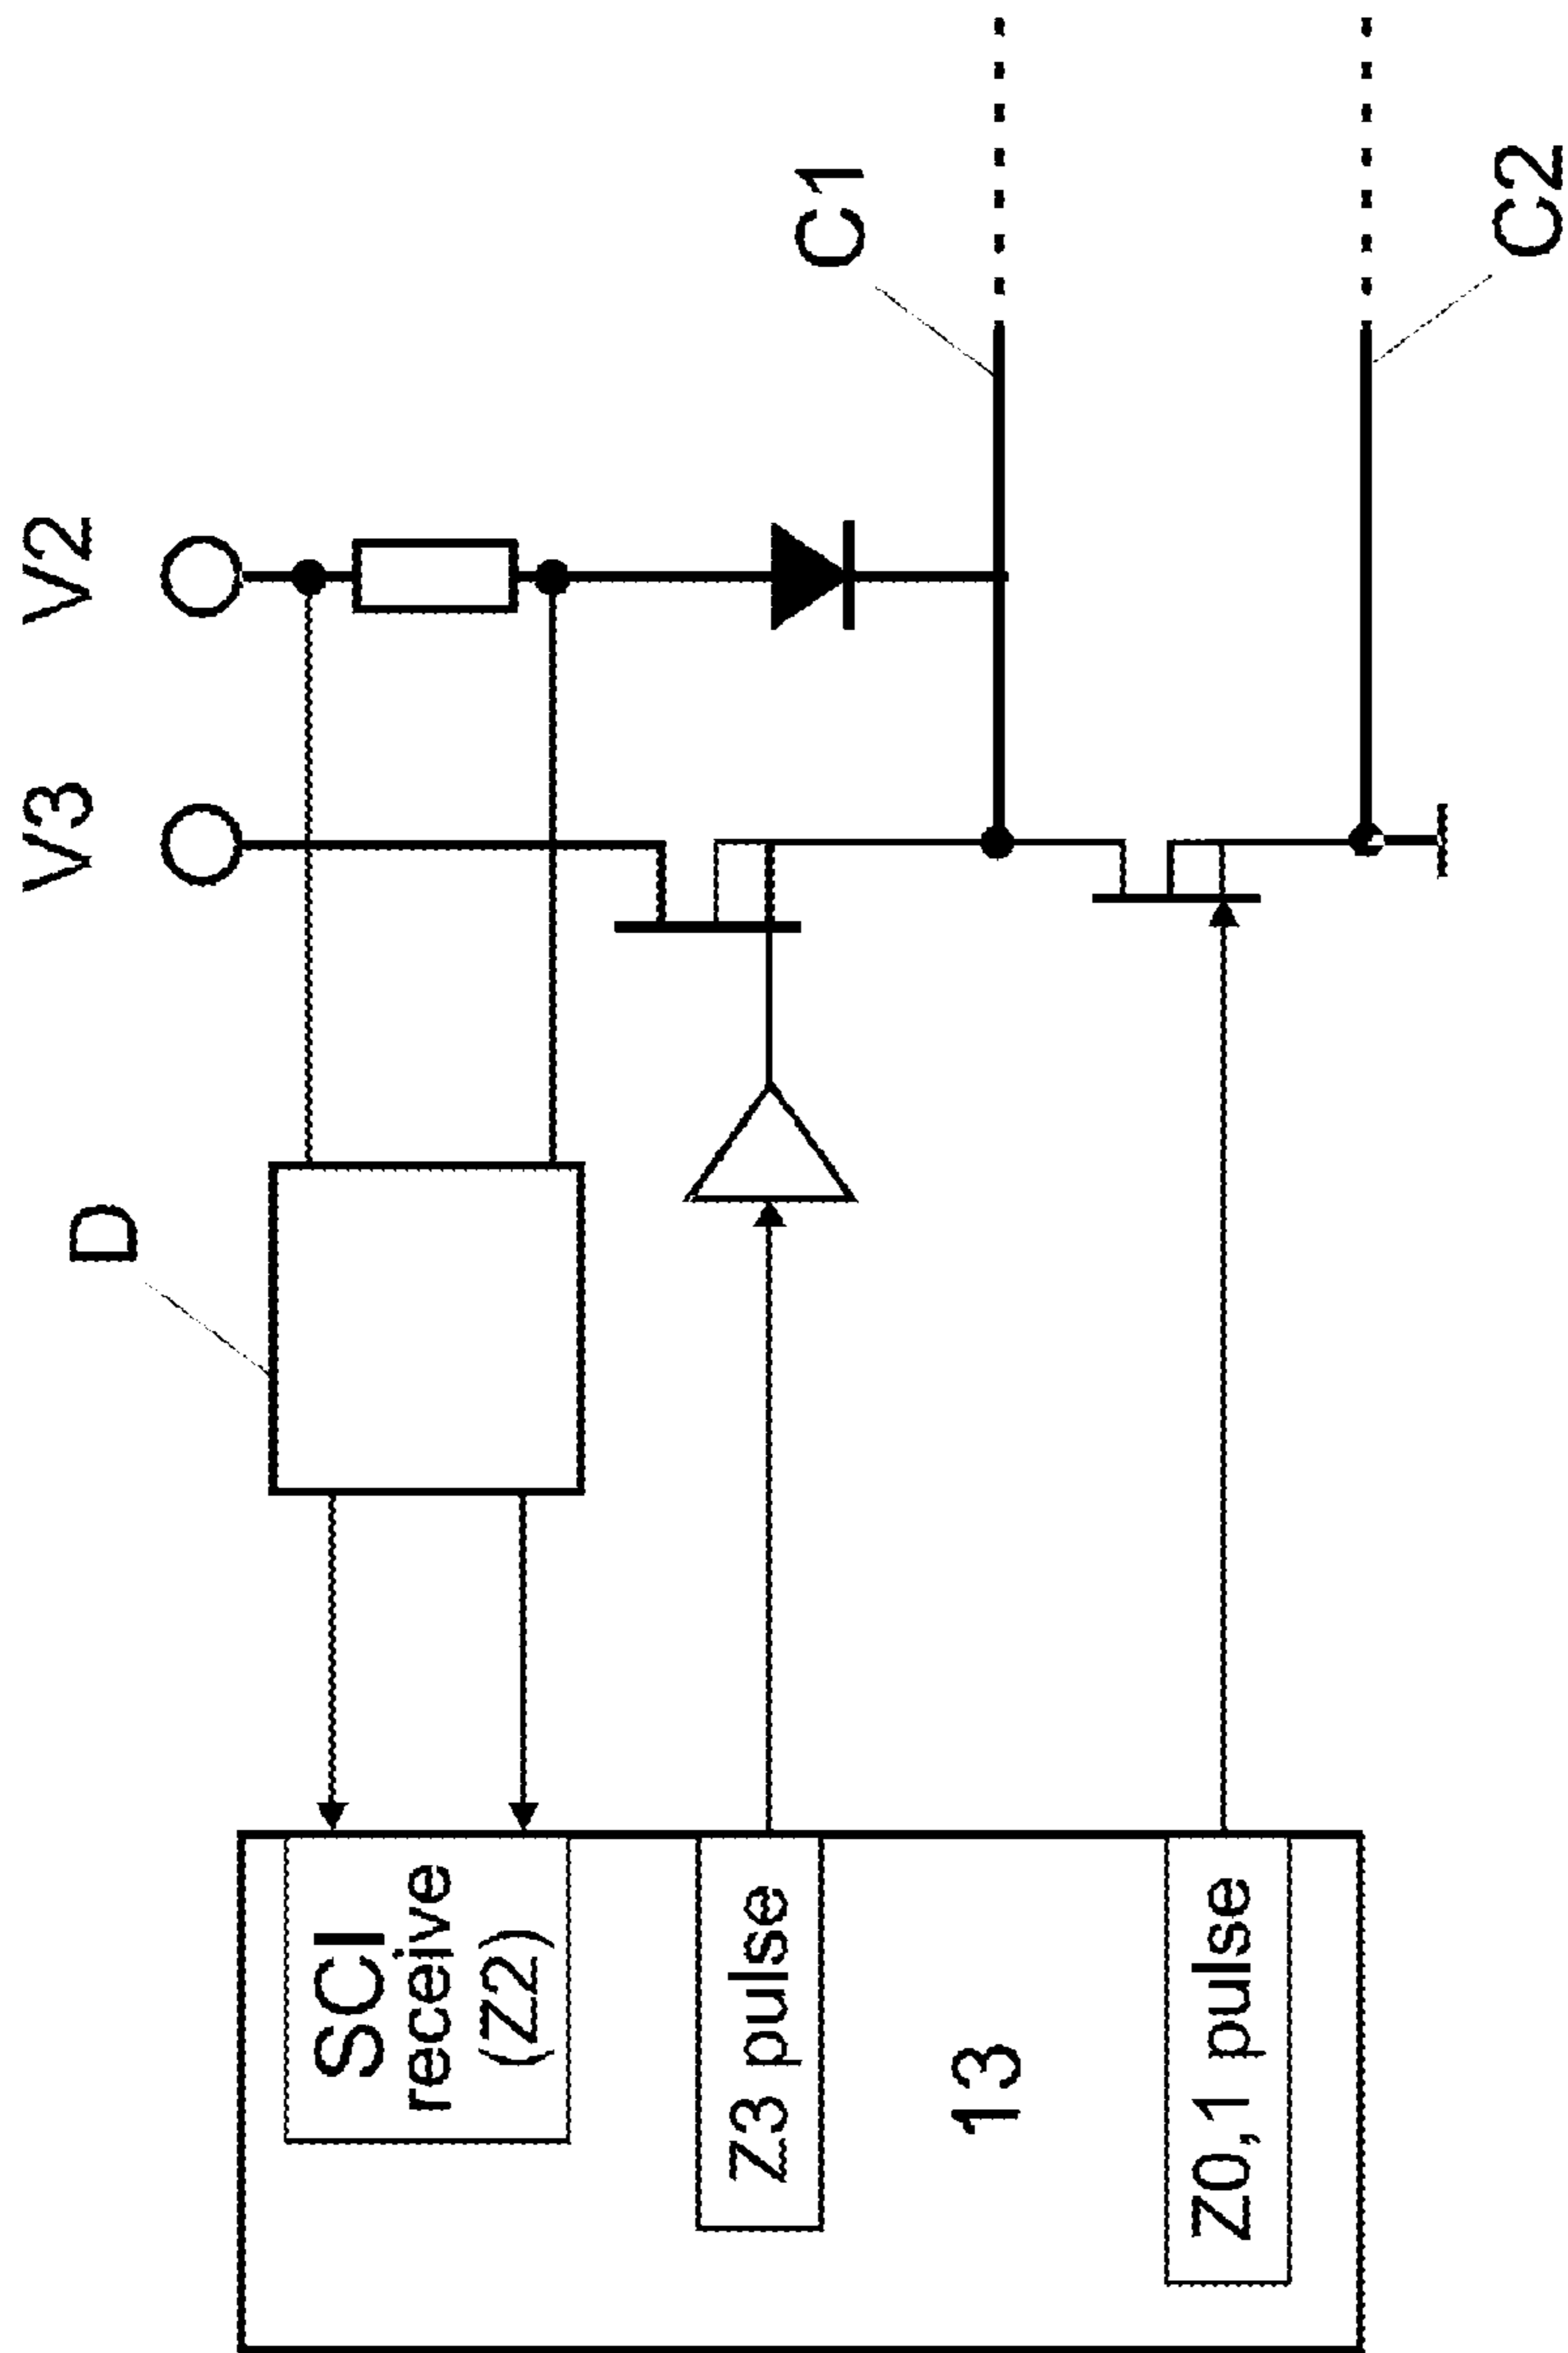 V3
V2
D
C1
C2
SCI
receive
(Z2)
Z3 pulse
13
Z0,1 pulse